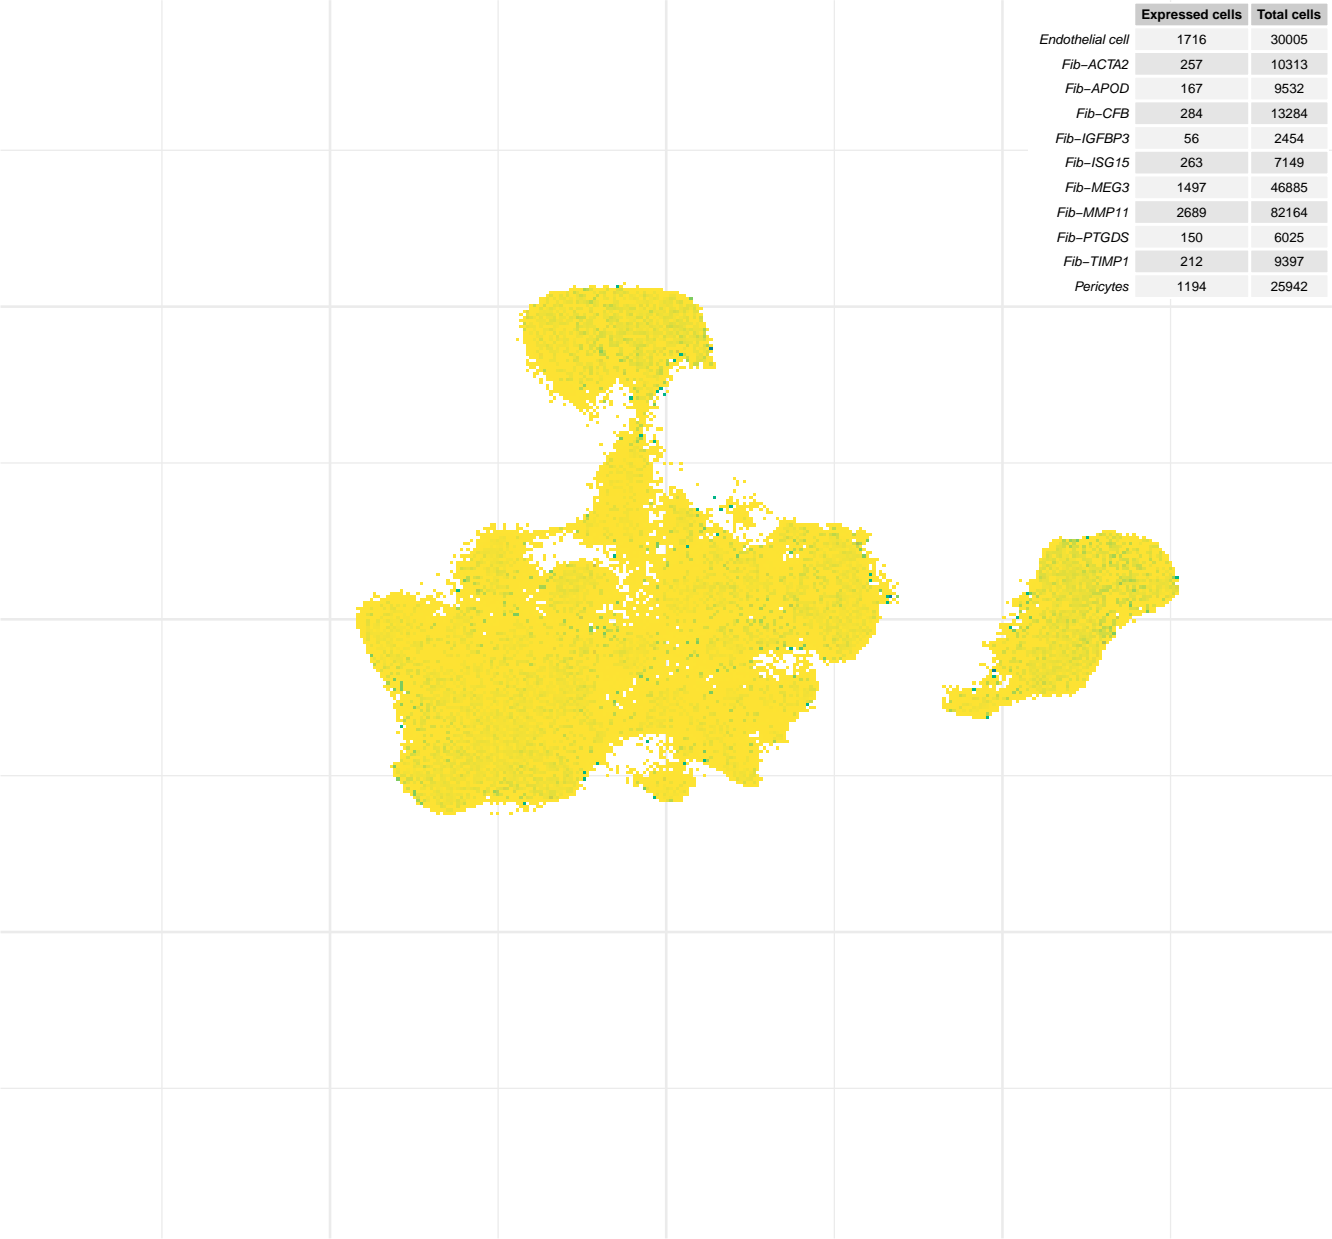 Expressed cells Total cells
Endothelial cell 1716 30005
Fib−ACTA2 257 10313
Fib−APOD 167 9532
Fib−CFB 284 13284
Fib−IGFBP3 56 2454
Fib−ISG15 263 7149
Fib−MEG3 1497 46885
Fib−MMP11 2689 82164
Fib−PTGDS 150 6025
Fib−TIMP1 212 9397
Pericytes 1194 25942